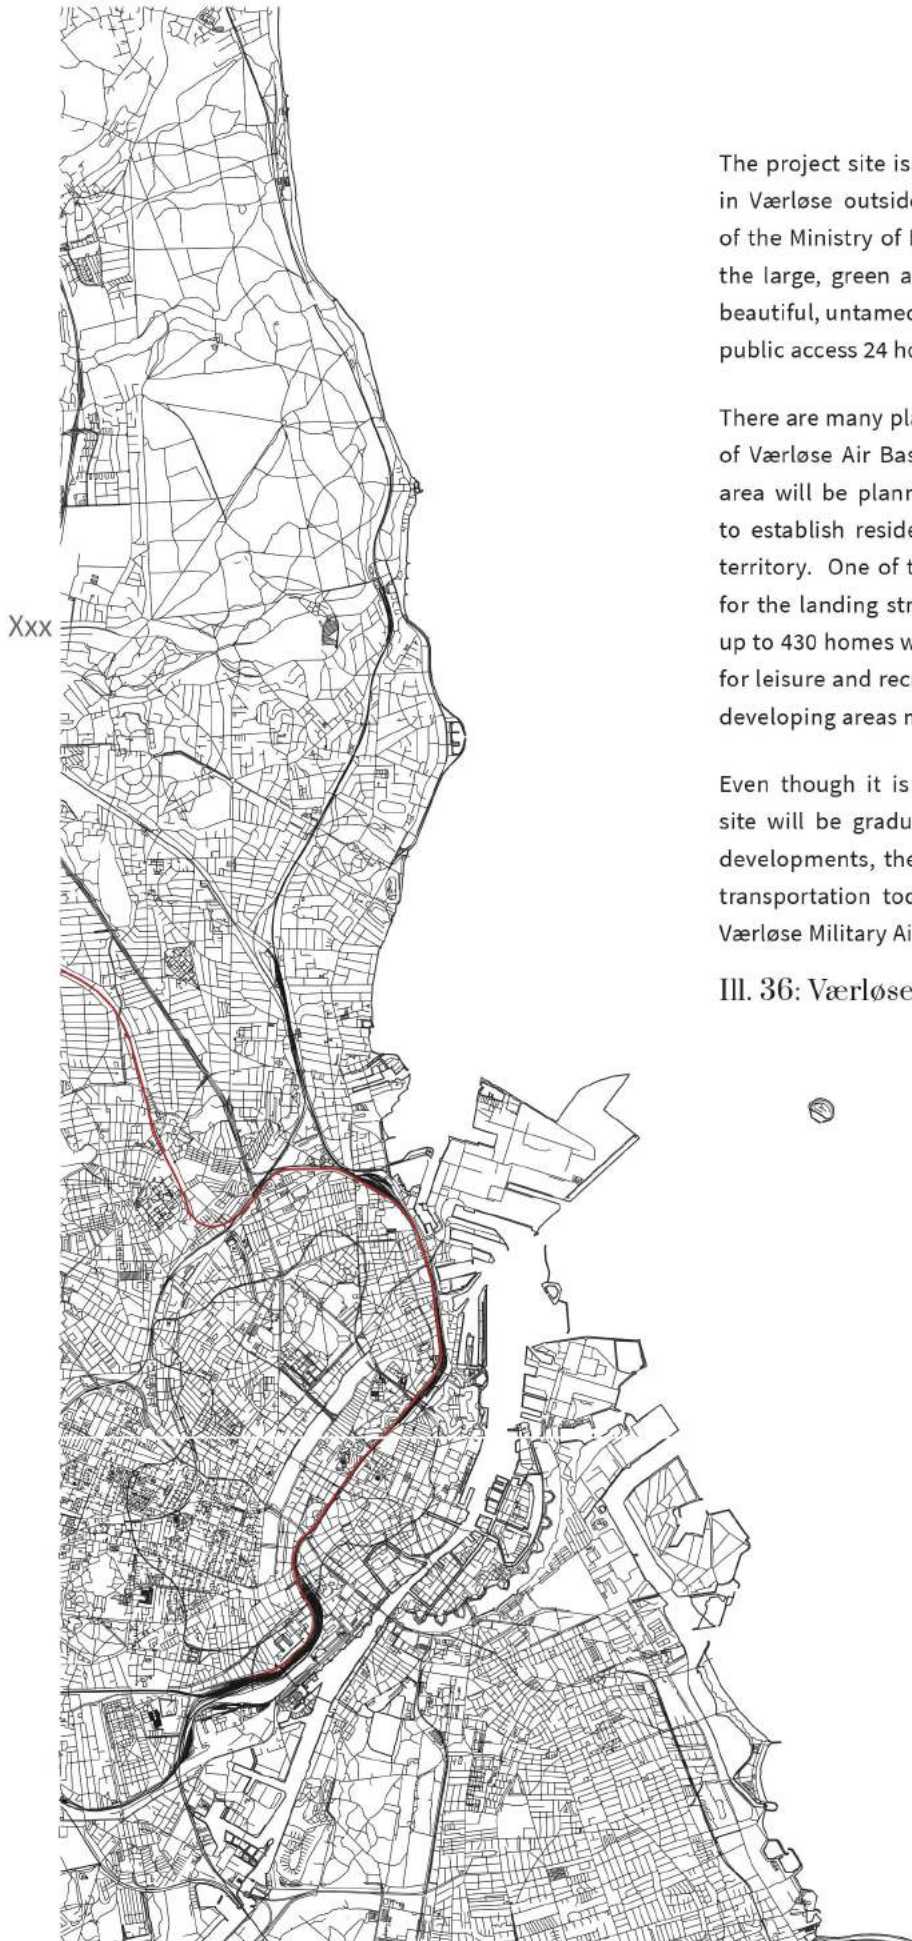 The project site is
in Værløse outside
of the Ministry of
the large, green a
beautiful, untamed
public access 24 ho
There are many pla
of Værløse Air Bas
area will be plann
to establish reside
territory. One of t
for the landing str
Xxx
up to 430 homes w
for leisure and recr
developing areas n
Even though it is
site will be gradu
developments, the
transportation tod
Værløse Military Ai
Ill. 36: Værløse